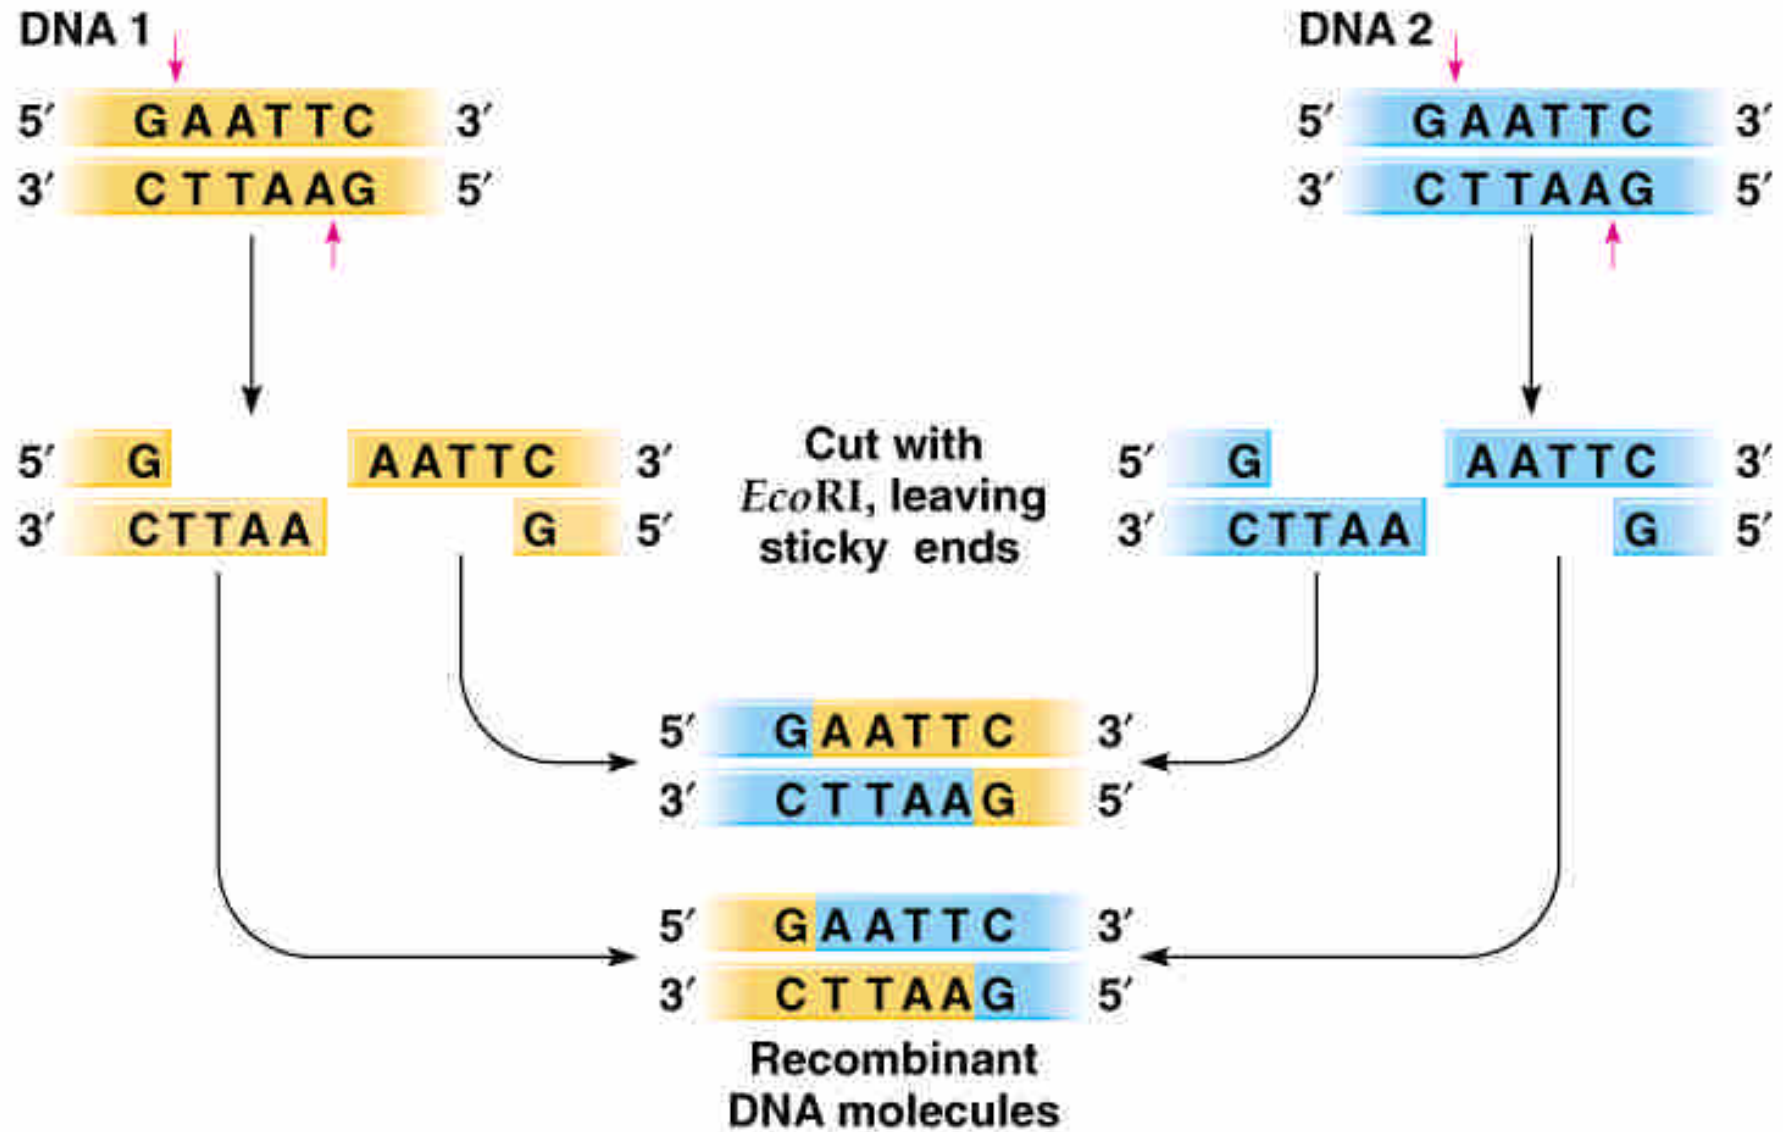 DNA 1
DNA 2
5′ GAATTC 3′
5′ GAATTC 3′
3′ CTTAAG 5′
3′ CTTAAG 5′
5′ G AATTC 3′
3′ CTTAA G 5′
Cut with
EcoRI, leaving
sticky ends
5′ G AATTC 3′
3′ CTTAA G 5′
5′ GAATTC 3′
3′ CTTAAG 5′
5′ GAATTC 3′
3′ CTTAAG 5′
Recombinant
DNA molecules